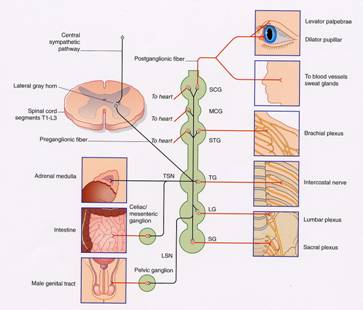 Central
sympathetic
pathway
Lateral gray horn
Spinal cord
segments T1-L3
Preganglionic fiber
Postganglionic fiber
Levator palpebrae
Dilator pupillar
To blood vessels
sweat glands
To heart
SCG
To heart
MCG
To heart
STG
Brachial plexus
Adrenal medulla
TSN
TG
Intercostal nerve
Celiac/
mesenteric
ganglion
Intestine
LG
Lumbar plexus
LSN
SG
Sacral plexus
Pelvic ganglion
Male genital tract